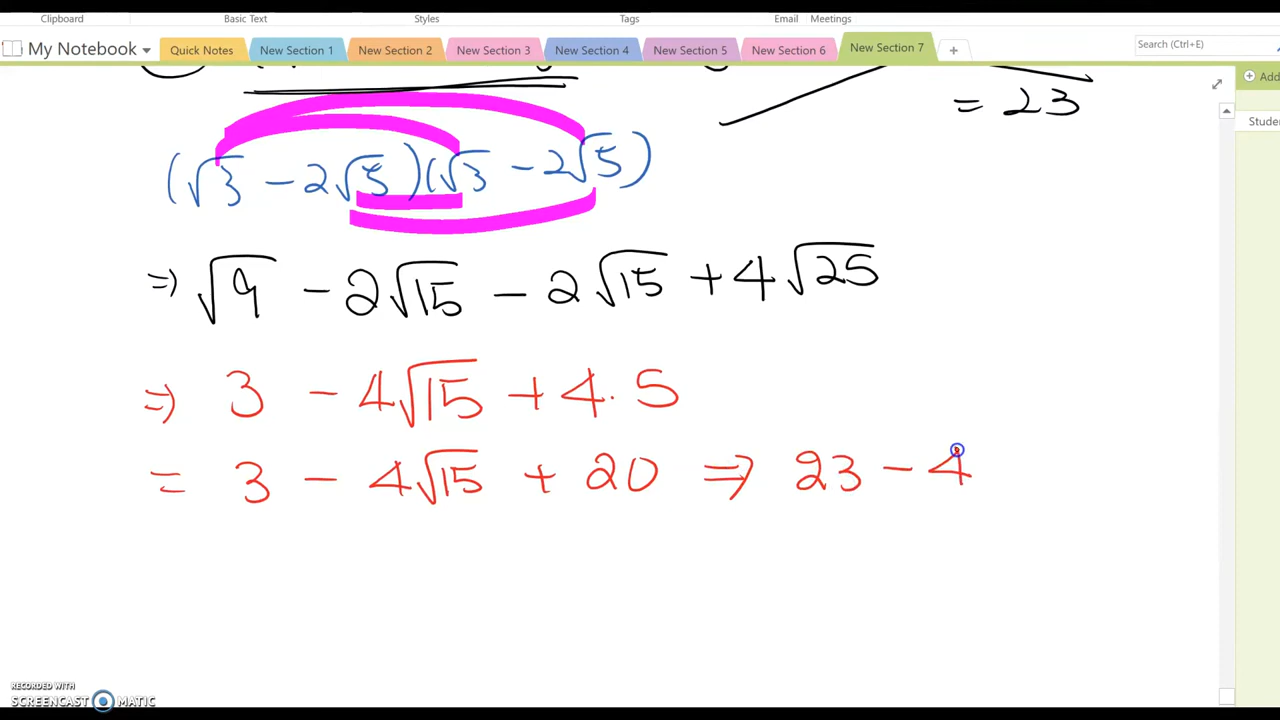 Clipboard Basic Text Styles Tags Email Meetings
My Notebook Quick Notes New Section 1 New Section 2 New Section 3 New Section 4 New Section 5 New Section 6 New Section 7 + Search (Ctrl+E)
Add
Stude
= 23
(√3 - 2√5)(√3 - 2√5)
⇒ √9 - 2√15 - 2√15 + 4√25
⇒ 3 - 4√15 + 4.5
= 3 - 4√15 + 20 ⇒ 23 - 4
RECORDED WITH
SCREENCAST MATIC